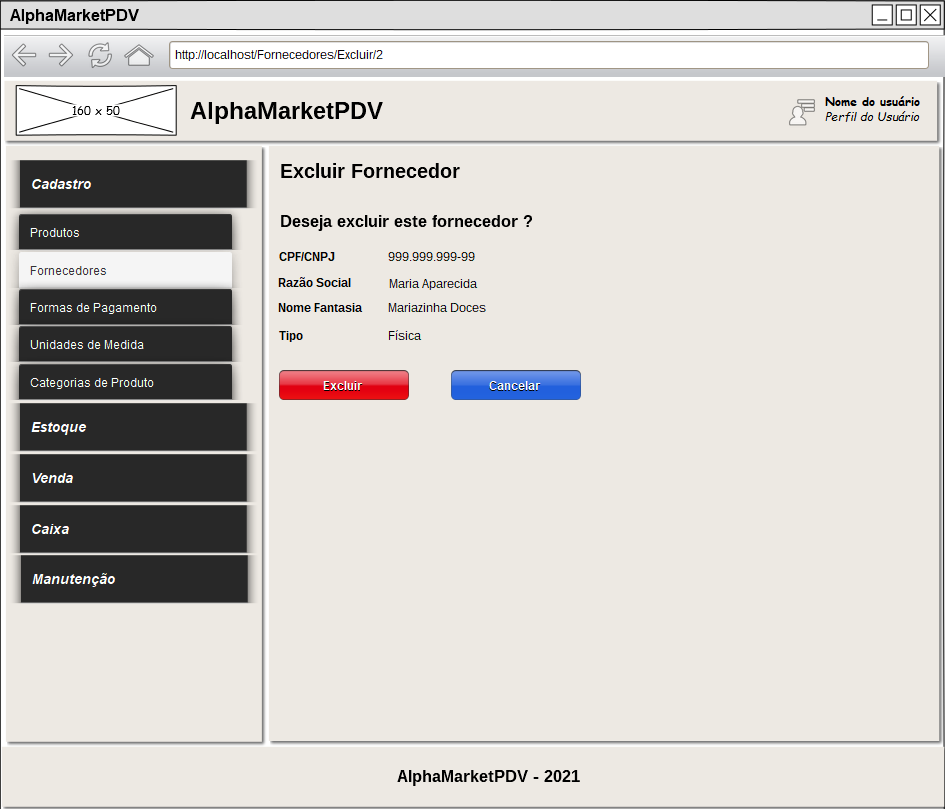 AlphaMarketPDV
http://localhost/Fornecedores/Excluir/2
160 x 50
AlphaMarketPDV
Nome do usuário
Perfil do Usuário
Cadastro
Produtos
Fornecedores
Formas de Pagamento
Unidades de Medida
Categorias de Produto
Estoque
Venda
Caixa
Manutenção
Excluir Fornecedor
Deseja excluir este fornecedor ?
CPF/CNPJ 999.999.999-99
Razão Social Maria Aparecida
Nome Fantasia Mariazinha Doces
Tipo Física
Excluir Cancelar
AlphaMarketPDV - 2021